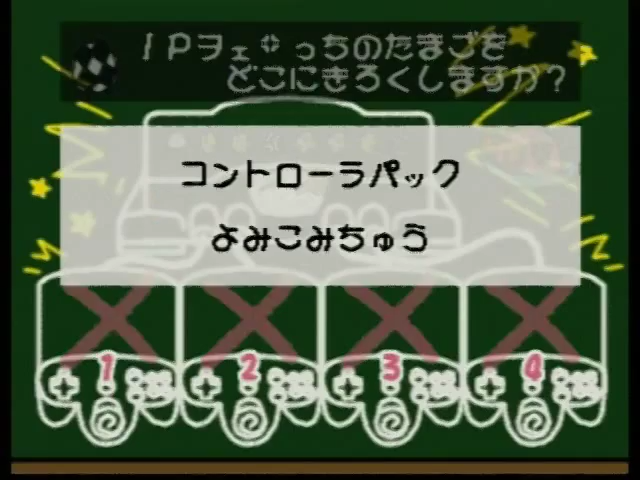 1Pヲェ°っちのたまごを
どこにきろくしますか?
コントローラパック
よみこみちゅう
1 2 3 4